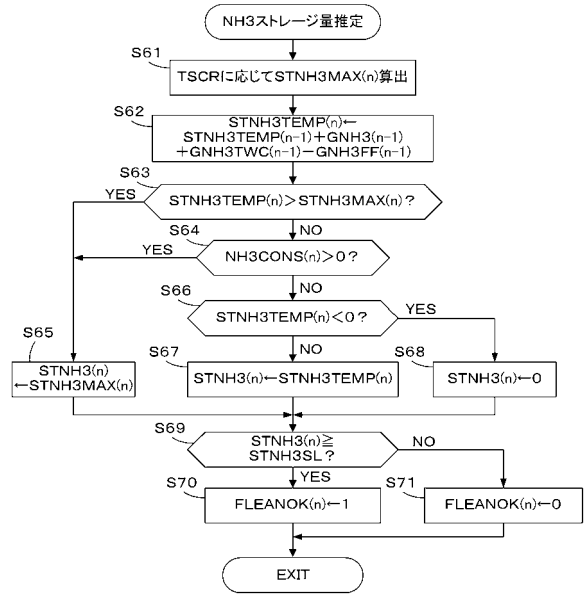 NH3ストレージ量推定
S61
TSCRに応じてSTNH3MAX(n)算出
S62
STNH3TEMP(n)←
STNH3TEMP(n-1)+GNH3(n-1)
+GNH3TWC(n-1)-GNH3FF(n-1)
S63
YES
STNH3TEMP(n)>STNH3MAX(n)?
NO
S64
YES
NH3CONS(n)>0?
NO
S66
YES
STNH3TEMP(n)<0?
NO
S65
STNH3(n)
←STNH3MAX(n)
S67
STNH3(n)←STNH3TEMP(n)
S68
STNH3(n)←0
S69
STNH3(n)≧
STNH3SL?
NO
YES
S70
FLEANOK(n)←1
S71
FLEANOK(n)←0
EXIT